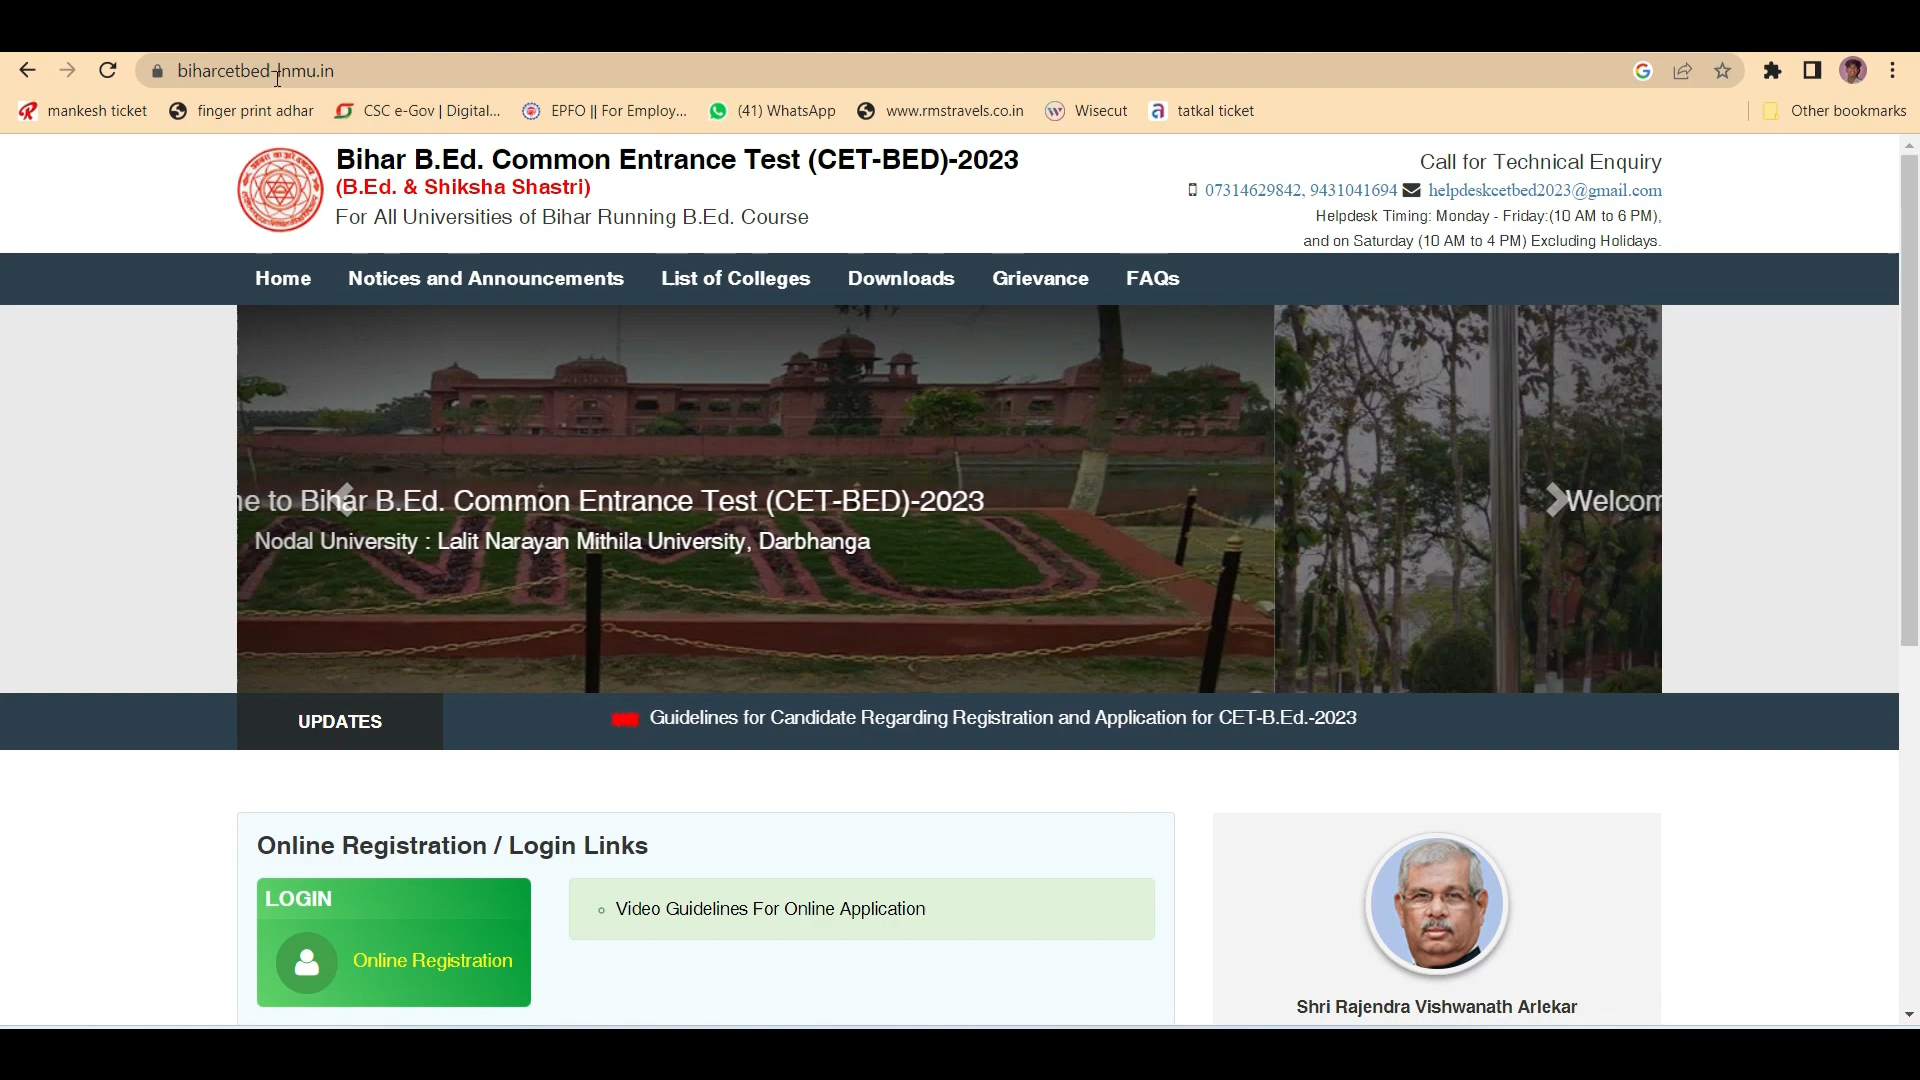 biharcetbed-lnmu.in
mankesh ticket
finger print adhar
CSC e-Gov | Digital...
EPFO || For Employ...
(41) WhatsApp
www.rmstravels.co.in
Wisecut
tatkal ticket
Other bookmarks
Bihar B.Ed. Common Entrance Test (CET-BED)-2023
(B.Ed. & Shiksha Shastri)
For All Universities of Bihar Running B.Ed. Course
Call for Technical Enquiry
07314629842, 9431041694 helpdeskcetbed2023@gmail.com
Helpdesk Timing: Monday - Friday:(10 AM to 6 PM),
and on Saturday (10 AM to 4 PM) Excluding Holidays.
Home Notices and Announcements List of Colleges Downloads Grievance FAQs
e to Bihar B.Ed. Common Entrance Test (CET-BED)-2023
Welcom
Nodal University : Lalit Narayan Mithila University, Darbhanga
UPDATES
Guidelines for Candidate Regarding Registration and Application for CET-B.Ed.-2023
Online Registration / Login Links
LOGIN
Online Registration
Video Guidelines For Online Application
Shri Rajendra Vishwanath Arlekar